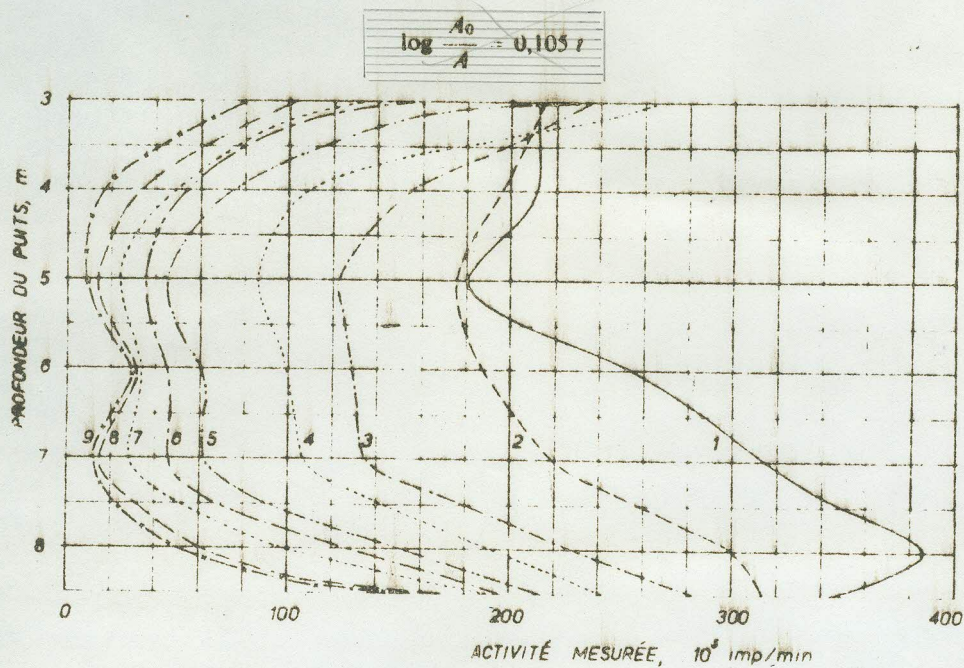 log A₀/A = 0,105 t
3
4
5
6
7
8
PROFONDEUR DU PUITS, m
9 8 7 6 5 4 3 2 1
0 100 200 300 400
ACTIVITÉ MESURÉE, 10⁵ imp/min